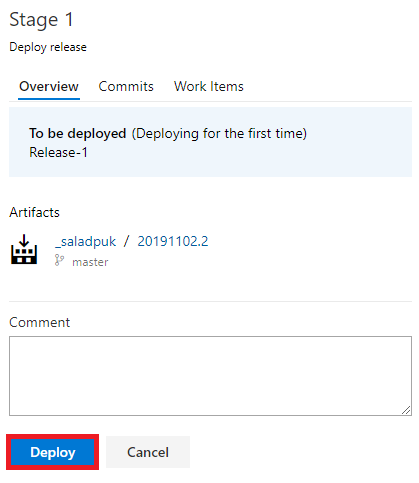 Stage 1
Deploy release
Overview Commits Work Items
To be deployed (Deploying for the first time)
Release-1
Artifacts
_saladpuk / 20191102.2
master
Comment
Deploy Cancel